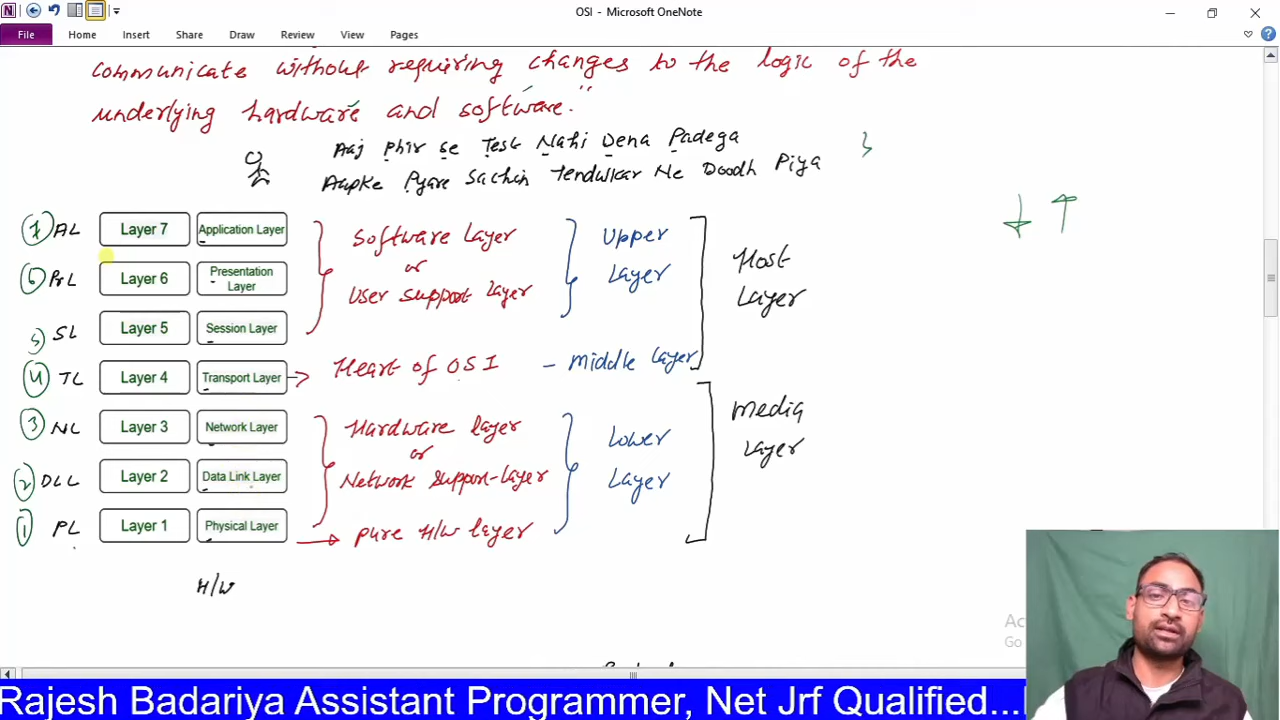 OSI - Microsoft OneNote
File Home Insert Share Draw Review View Pages
communicate without requiring changes to the logic of the
underlying hardware and software."
Aaj Phir se Test Nahi Dena Padega
Aapke Pyare Sachin Tendulkar Ne Doodh Piya
7 AL Layer 7 Application Layer
6 PrL Layer 6 Presentation Layer
5 SL Layer 5 Session Layer
4 TL Layer 4 Transport Layer
3 NL Layer 3 Network Layer
2 DLL Layer 2 Data Link Layer
1 PL Layer 1 Physical Layer
Software Layer
or
User support Layer
Upper
Layer
Host
Layer
Heart of OSI - Middle Layer
Hardware layer
or
Network Support-Layer
Lower
Layer
Media
Layer
Pure H/W layer
H/W
Go
Rajesh Badariya Assistant Programmer, Net Jrf Qualified...